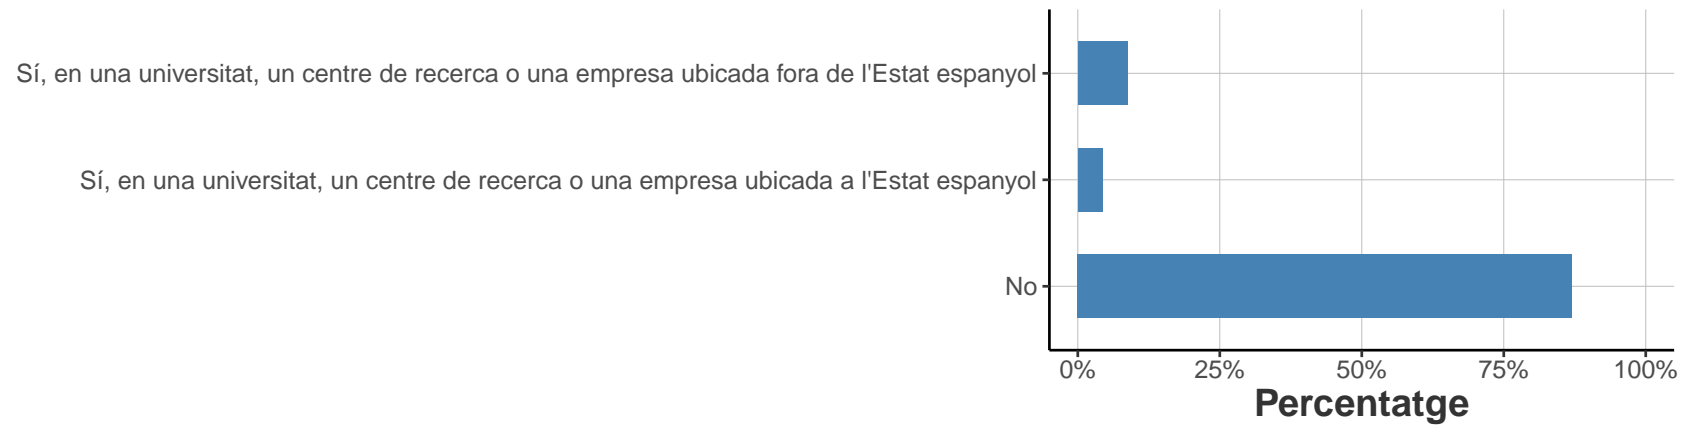 Sí, en una universitat, un centre de recerca o una empresa ubicada fora de l'Estat espanyol
Sí, en una universitat, un centre de recerca o una empresa ubicada a l'Estat espanyol
No
0% 25% 50% 75% 100%
Percentatge